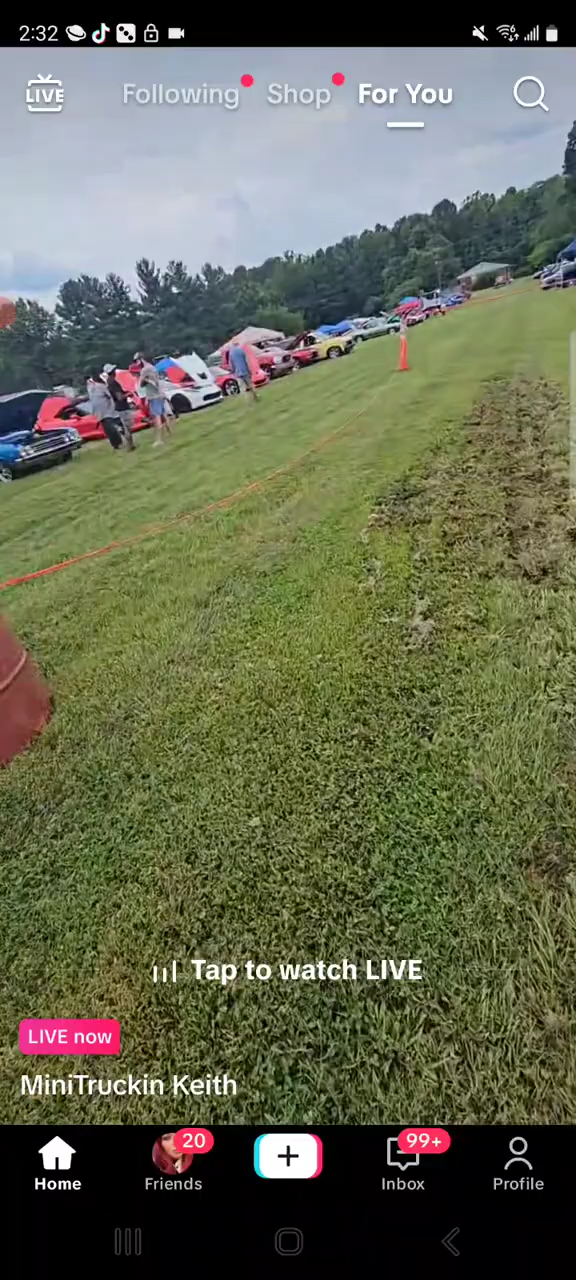 2:32
LIVE
Following
Shop
For You
Tap to watch LIVE
LIVE now
MiniTruckin Keith
20
99+
Home
Friends
Inbox
Profile